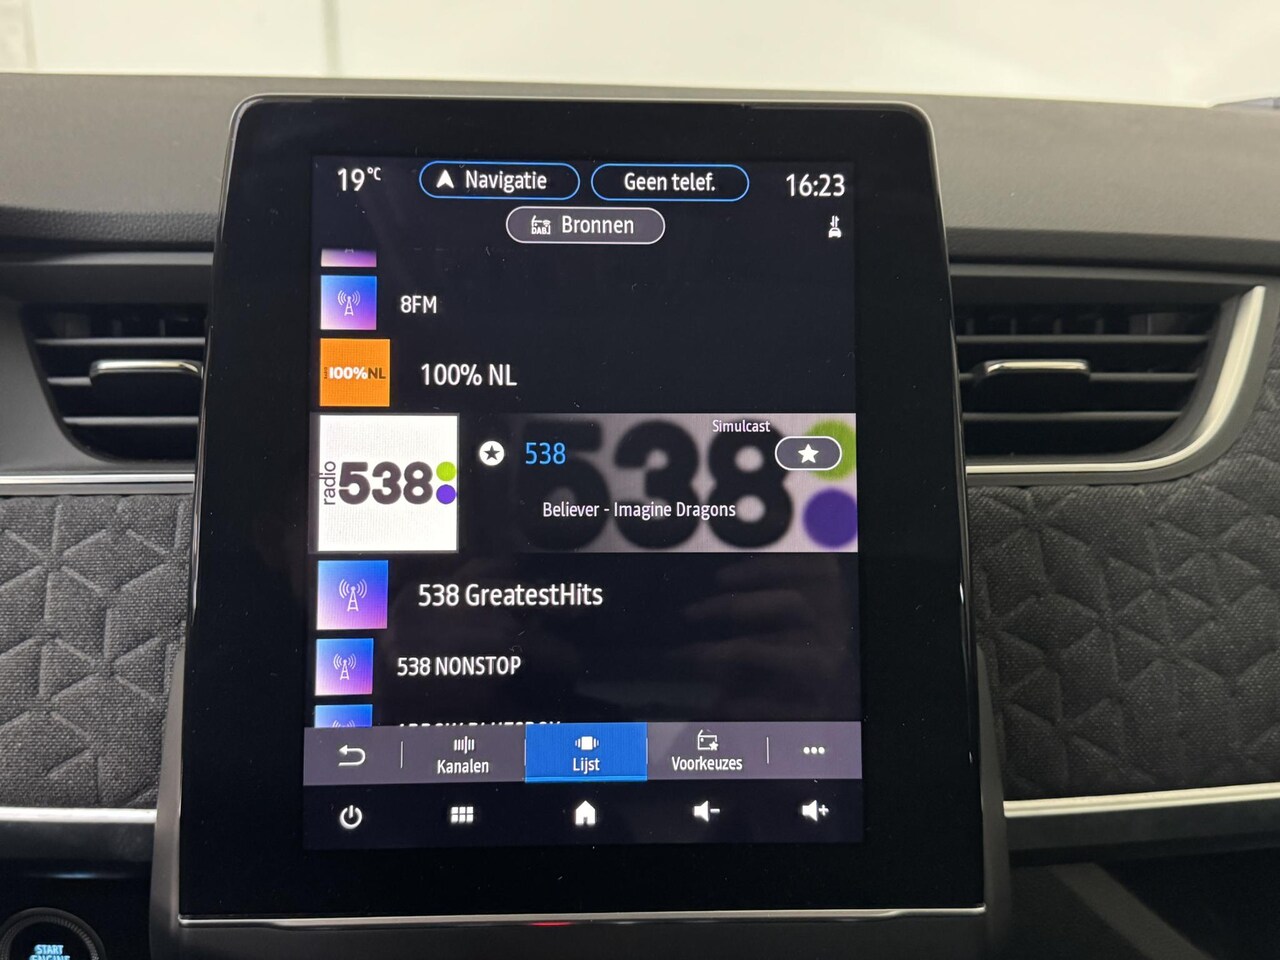 19°C
Navigatie
Geen telef.
16:23
DAB
Bronnen
8FM
100%NL
100% NL
radio 538
538
Simulcast
Believer - Imagine Dragons
538 GreatestHits
538 NONSTOP
Kanalen
Lijst
Voorkeuzes
START
ENGINE